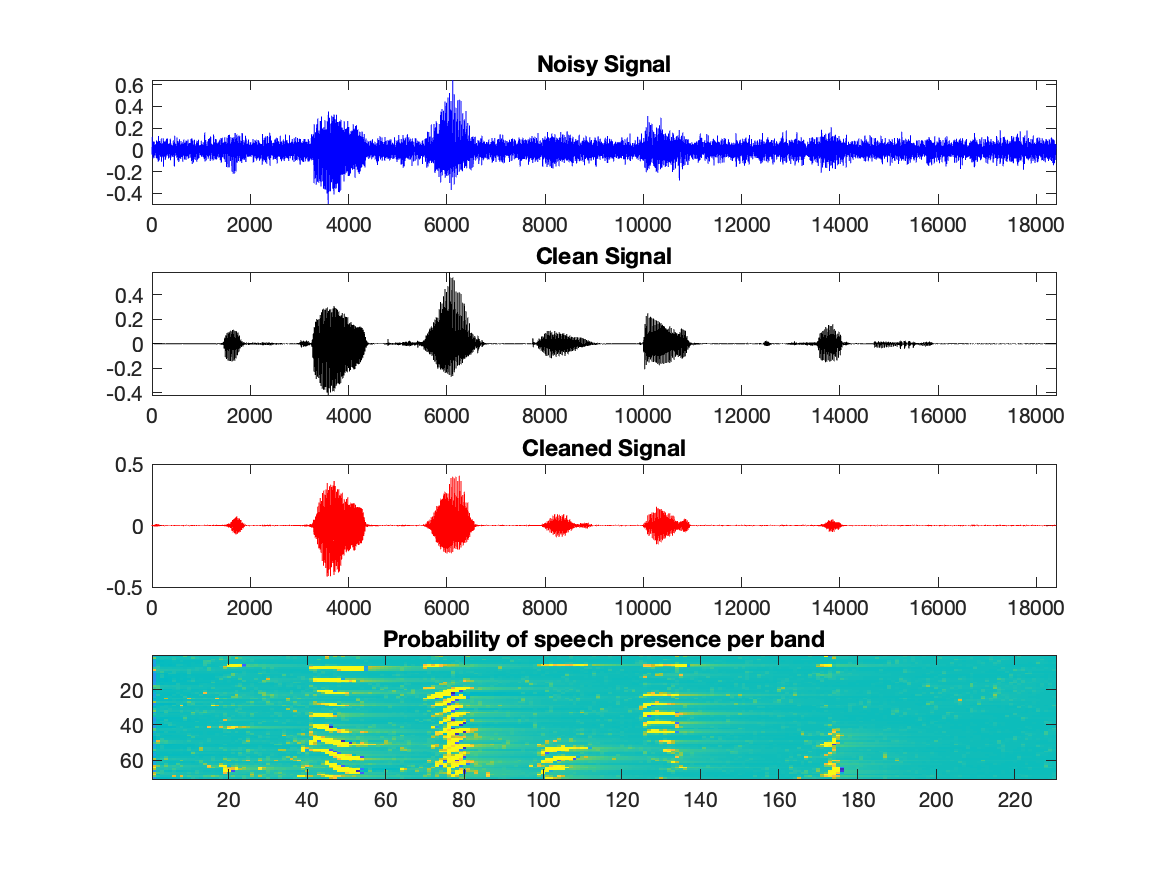 Noisy Signal
0.6
0.4
0.2
0
-0.2
-0.4
0 2000 4000 6000 8000 10000 12000 14000 16000 18000
Clean Signal
0.4
0.2
0
-0.2
-0.4
0 2000 4000 6000 8000 10000 12000 14000 16000 18000
Cleaned Signal
0.5
0
-0.5
0 2000 4000 6000 8000 10000 12000 14000 16000 18000
Probability of speech presence per band
20
40
60
20 40 60 80 100 120 140 160 180 200 220